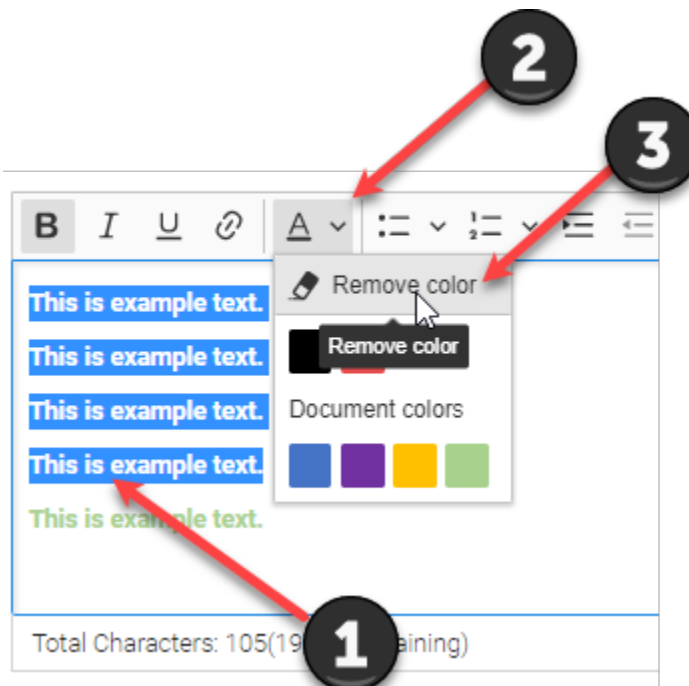 2
3
B I U A
Remove color
This is example text.
Remove color
This is example text.
This is example text.
Document colors
This is example text.
This is example text.
Total Characters: 105(19
1